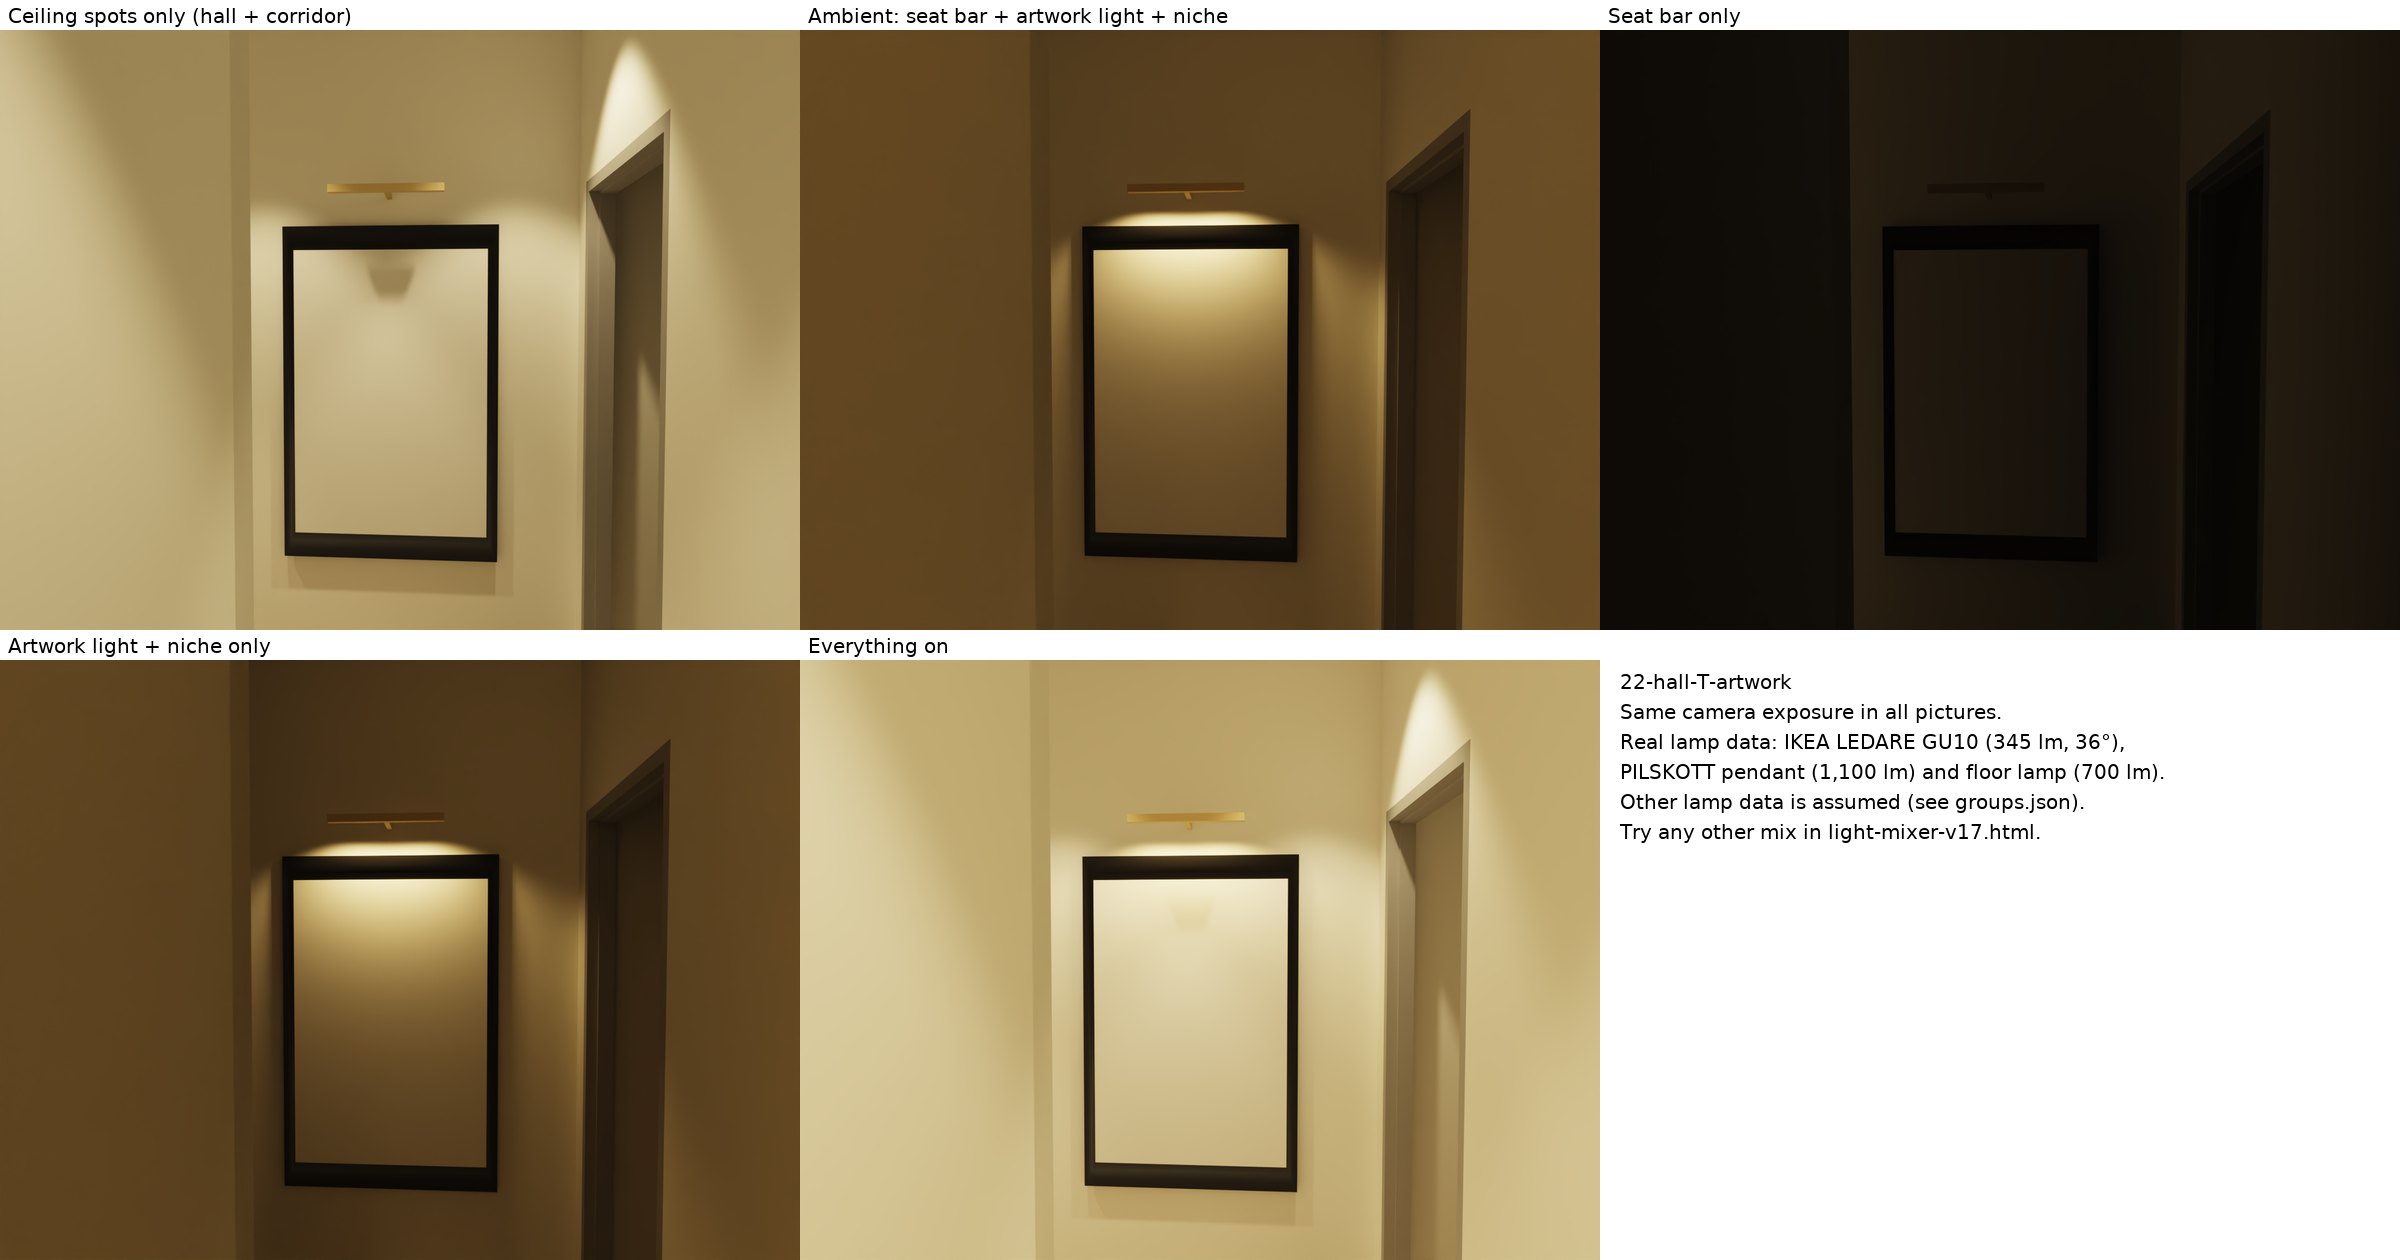 Ceiling spots only (hall + corridor)
Ambient: seat bar + artwork light + niche
Seat bar only
Artwork light + niche only
Everything on
22-hall-T-artwork
Same camera exposure in all pictures.
Real lamp data: IKEA LEDARE GU10 (345 lm, 36°),
PILSKOTT pendant (1,100 lm) and floor lamp (700 lm).
Other lamp data is assumed (see groups.json).
Try any other mix in light-mixer-v17.html.